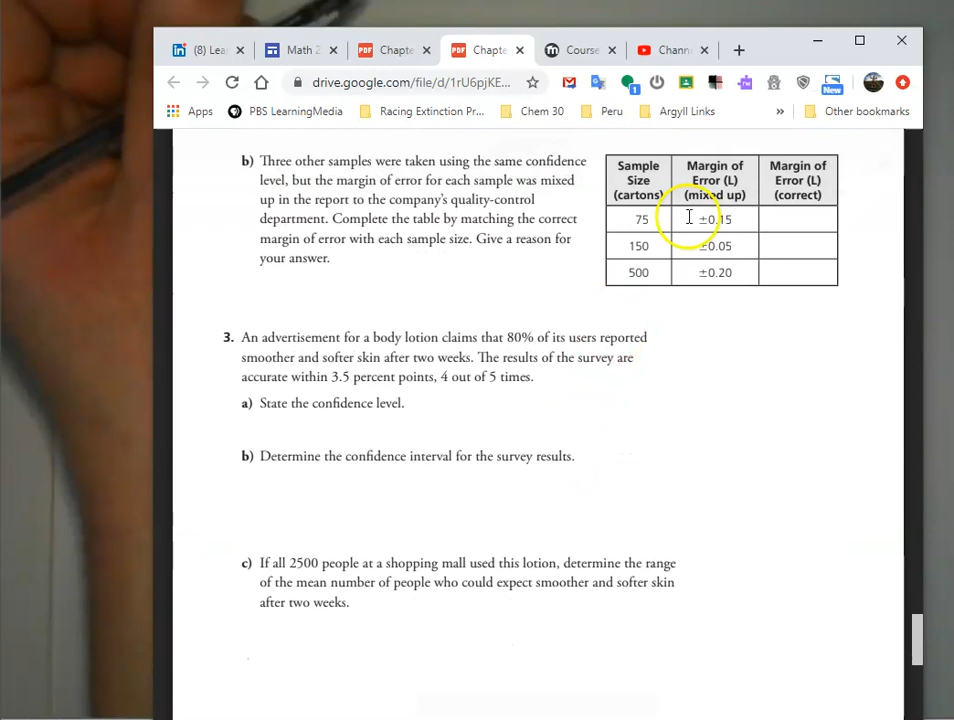 (8) Lea
Math 2
Chapte
Chapte
Course
Chann
drive.google.com/file/d/1rU6pjKE...
New
Apps
PBS LearningMedia
Racing Extinction Pr...
Chem 30
Peru
Argyll Links
»
Other bookmarks
b) Three other samples were taken using the same confidence
level, but the margin of error for each sample was mixed
up in the report to the company's quality-control
department. Complete the table by matching the correct
margin of error with each sample size. Give a reason for
your answer.
Sample Size (cartons)
Margin of Error (L) (mixed up)
Margin of Error (L) (correct)
75 ±0.15
150 ±0.05
500 ±0.20
3. An advertisement for a body lotion claims that 80% of its users reported
smoother and softer skin after two weeks. The results of the survey are
accurate within 3.5 percent points, 4 out of 5 times.
a) State the confidence level.
b) Determine the confidence interval for the survey results.
c) If all 2500 people at a shopping mall used this lotion, determine the range
of the mean number of people who could expect smoother and softer skin
after two weeks.